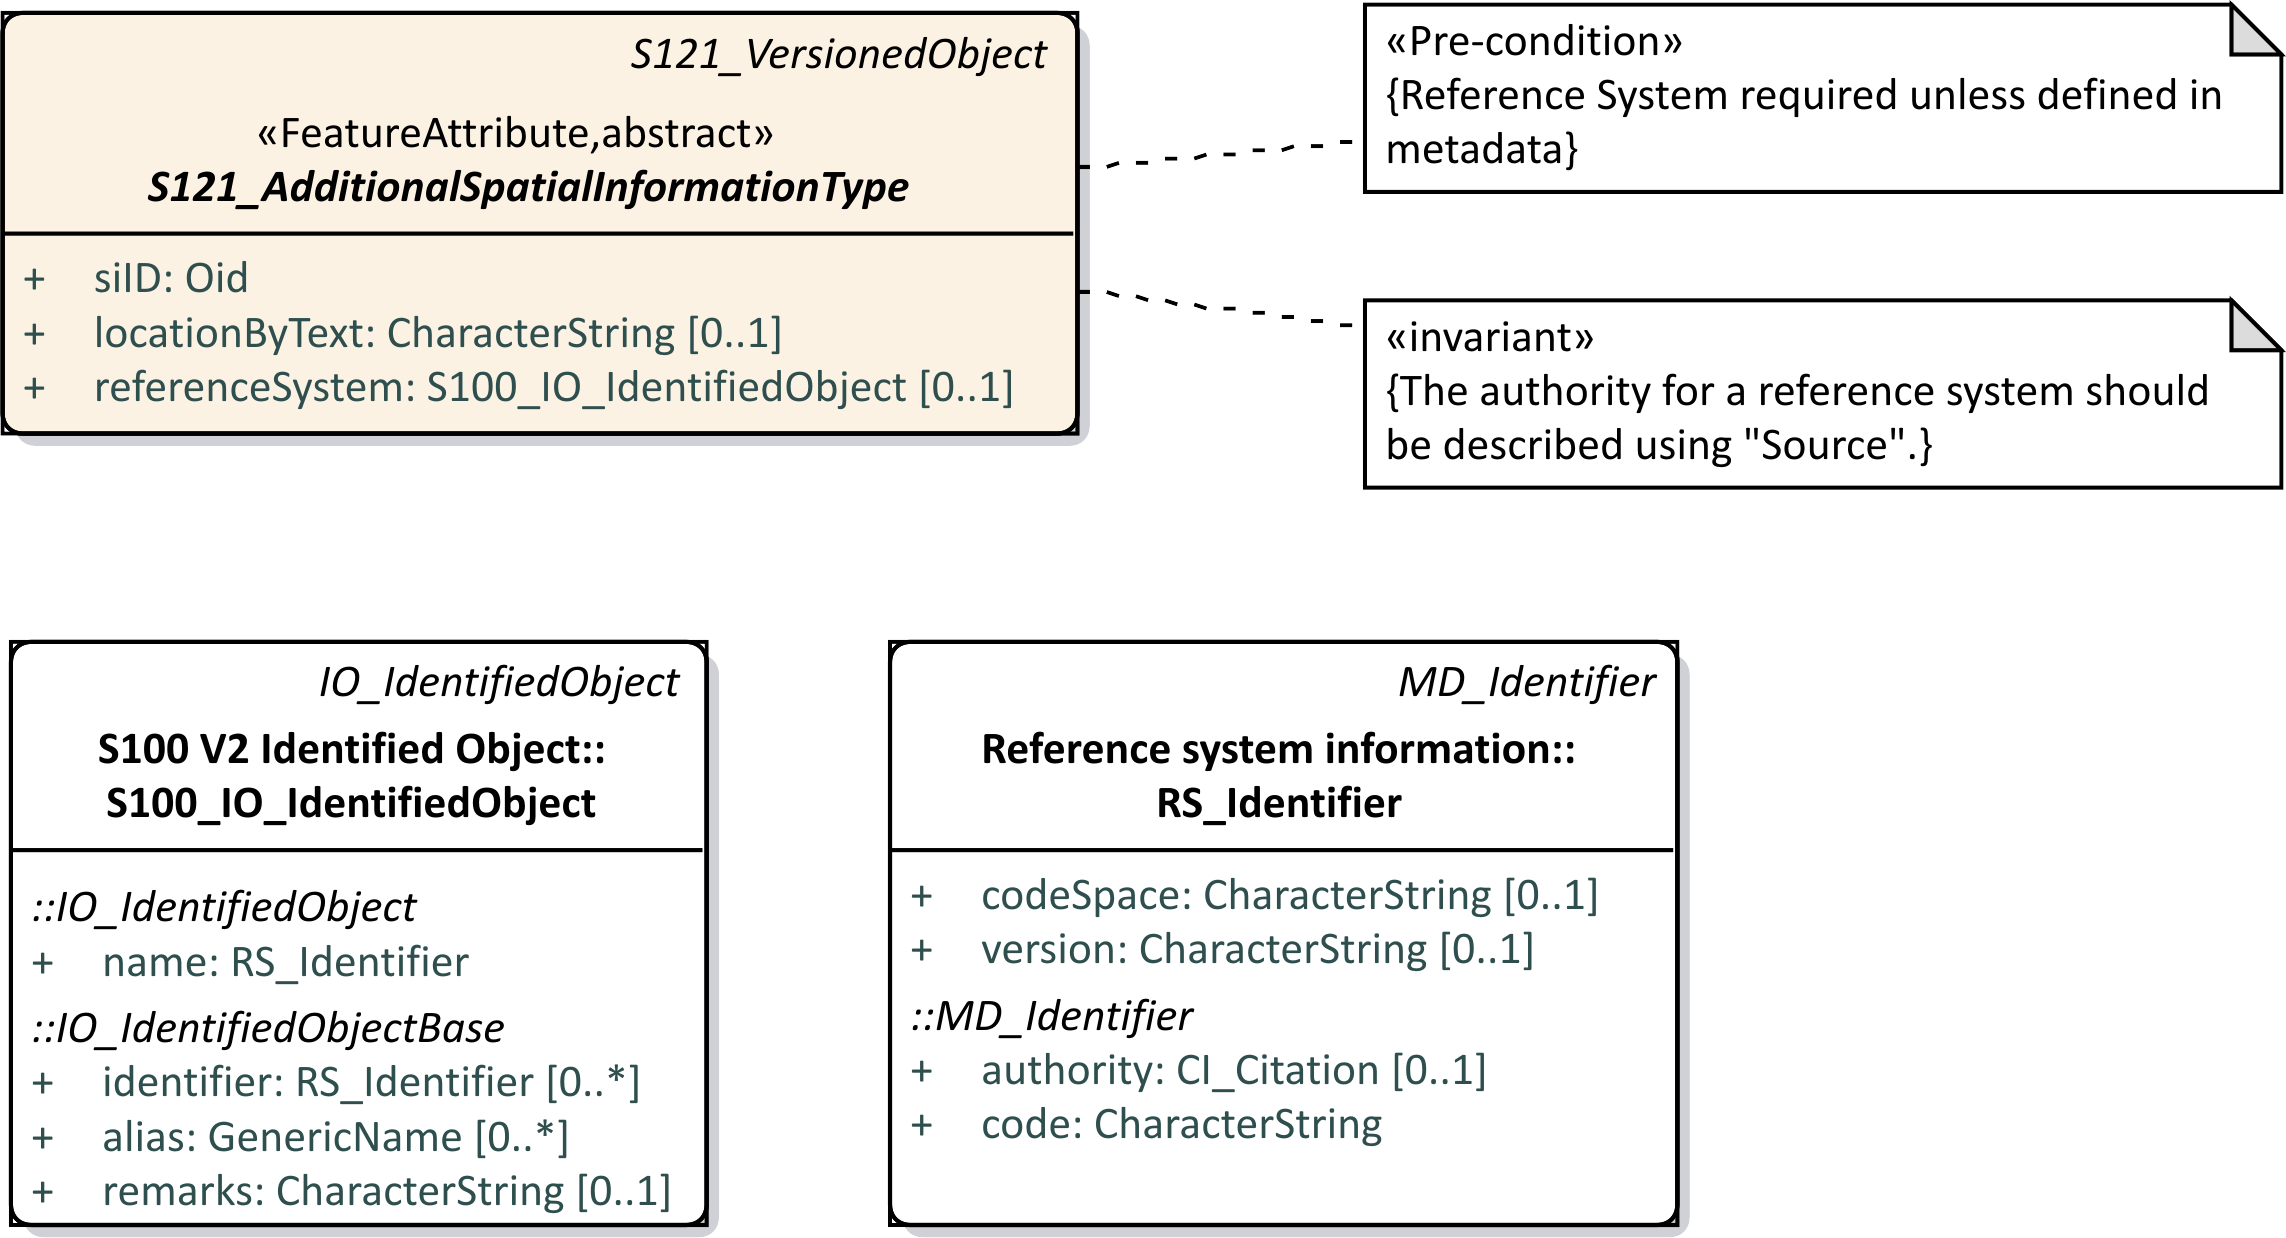 S121_VersionedObject
«FeatureAttribute,abstract»
S121_AdditionalSpatialInformationType
+ siID: Oid
+ locationByText: CharacterString [0..1]
+ referenceSystem: S100_IO_IdentifiedObject [0..1]
«Pre-condition»
{Reference System required unless defined in
metadata}
«invariant»
{The authority for a reference system should
be described using "Source".}
IO_IdentifiedObject
S100 V2 Identified Object::
S100_IO_IdentifiedObject
::IO_IdentifiedObject
+ name: RS_Identifier
::IO_IdentifiedObjectBase
+ identifier: RS_Identifier [0..*]
+ alias: GenericName [0..*]
+ remarks: CharacterString [0..1]
MD_Identifier
Reference system information::
RS_Identifier
+ codeSpace: CharacterString [0..1]
+ version: CharacterString [0..1]
::MD_Identifier
+ authority: CI_Citation [0..1]
+ code: CharacterString